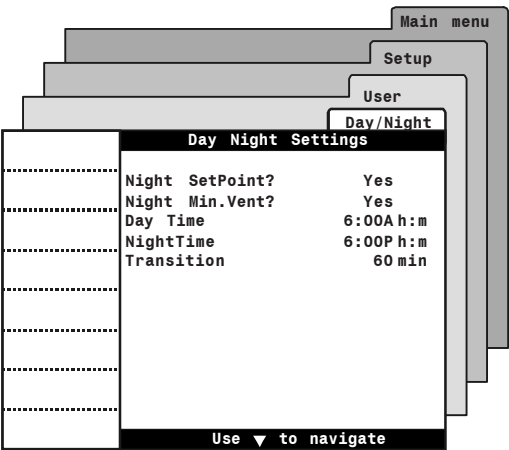 Main menu
Setup
User
Day/Night
Day Night Settings
Night SetPoint? Yes
Night Min.Vent? Yes
Day Time 6:00A h:m
NightTime 6:00P h:m
Transition 60 min
Use ▼ to navigate